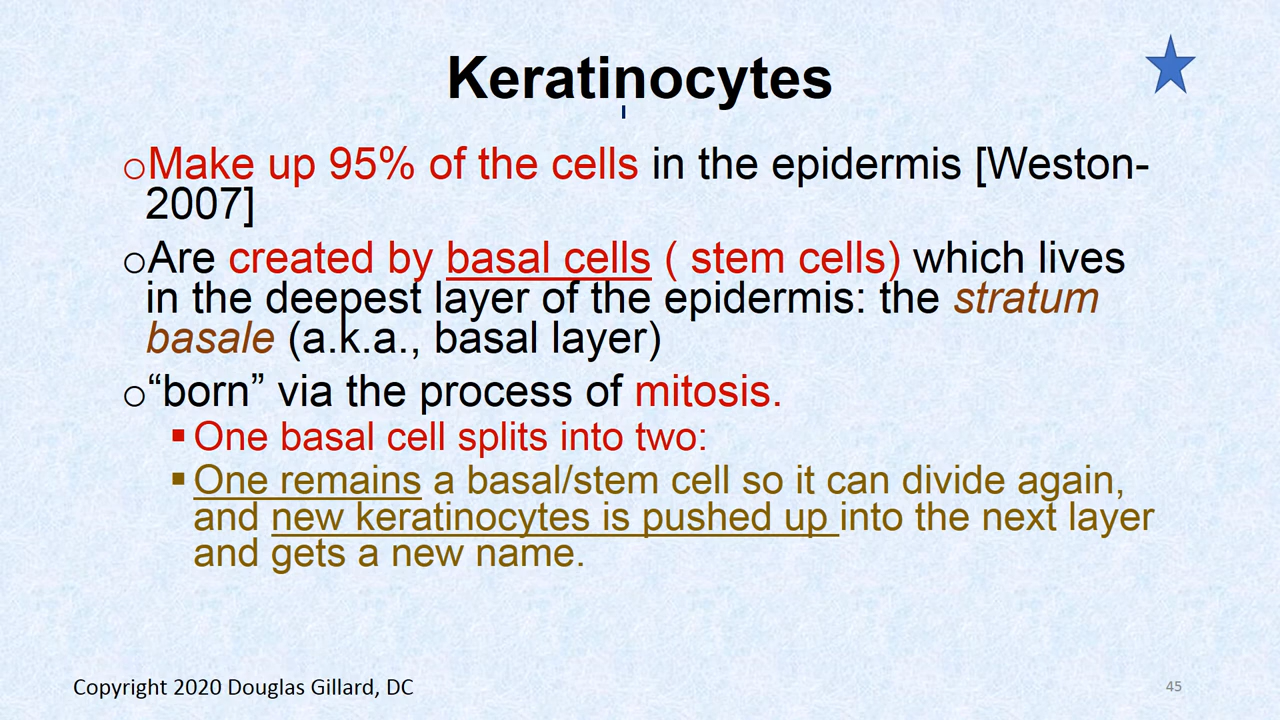 Keratinocytes
○Make up 95% of the cells in the epidermis [Weston-
2007]
○Are created by basal cells ( stem cells) which lives
in the deepest layer of the epidermis: the stratum
basale (a.k.a., basal layer)
○“born” via the process of mitosis.
▪One basal cell splits into two:
▪One remains a basal/stem cell so it can divide again,
and new keratinocytes is pushed up into the next layer
and gets a new name.
Copyright 2020 Douglas Gillard, DC
45